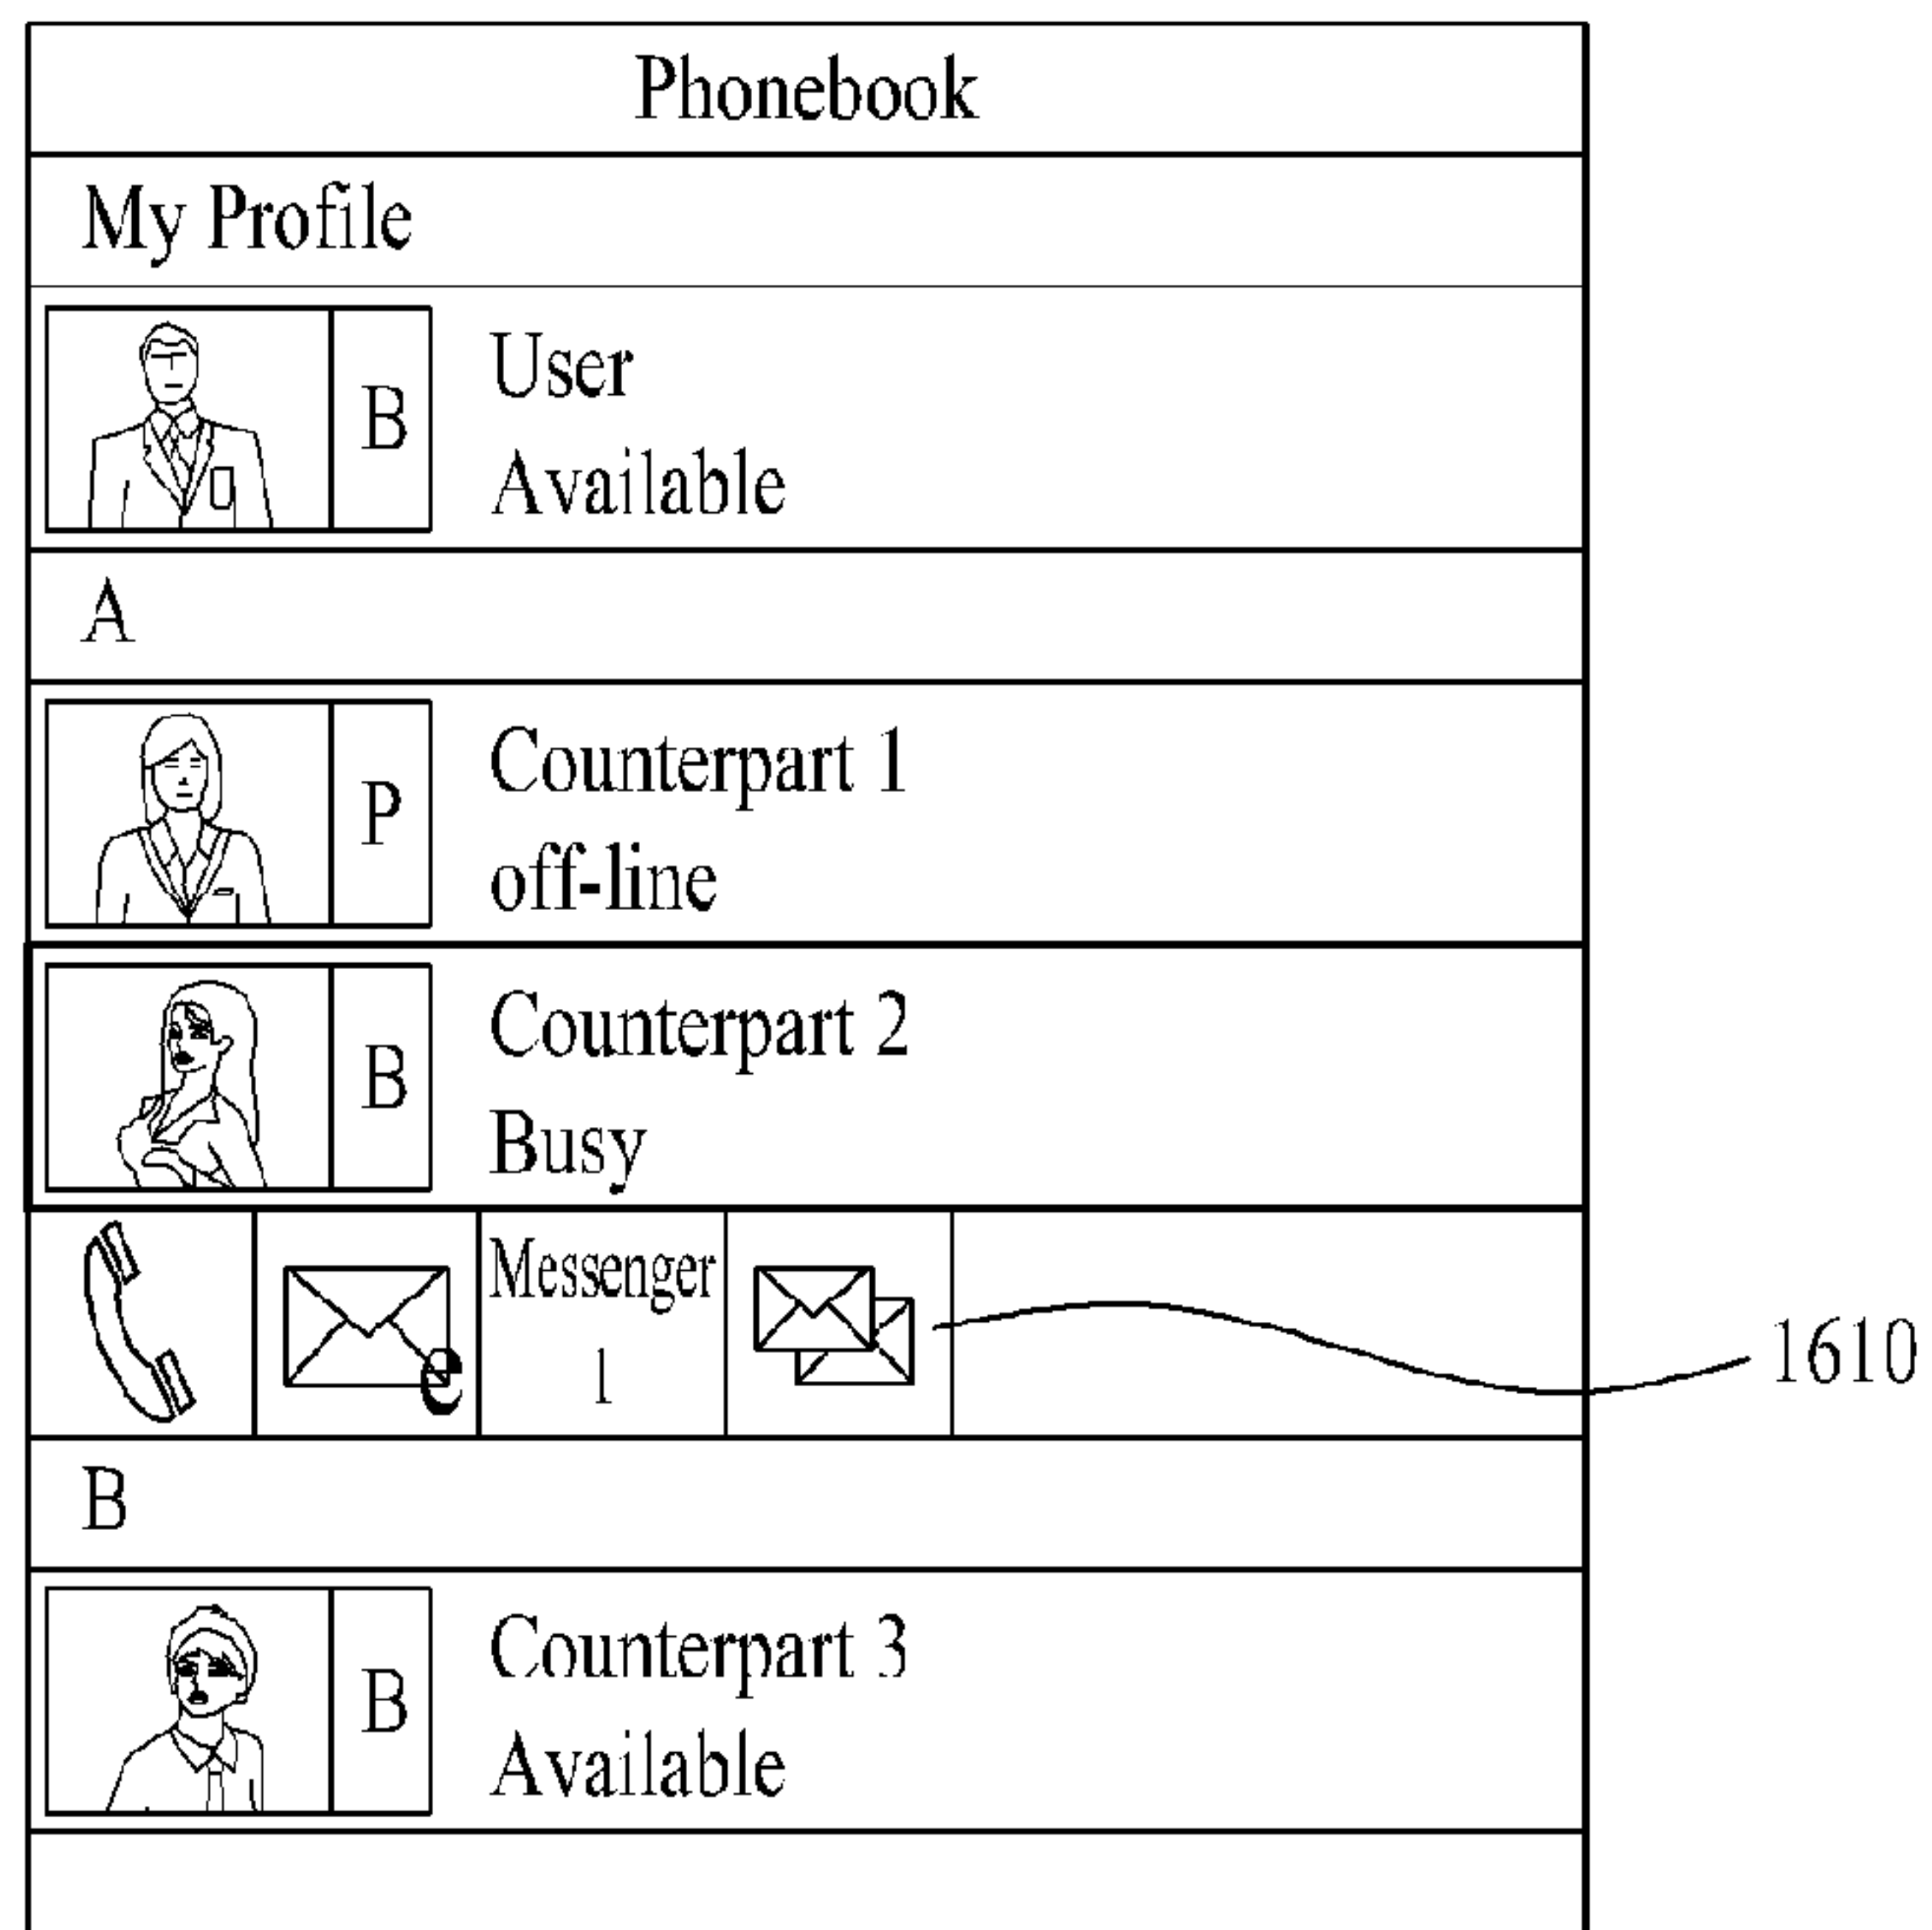 Phonebook
My Profile
B
User
Available
A
P
Counterpart 1
off-line
B
Counterpart 2
Busy
e
Messenger
1
1610
B
B
Counterpart 3
Available